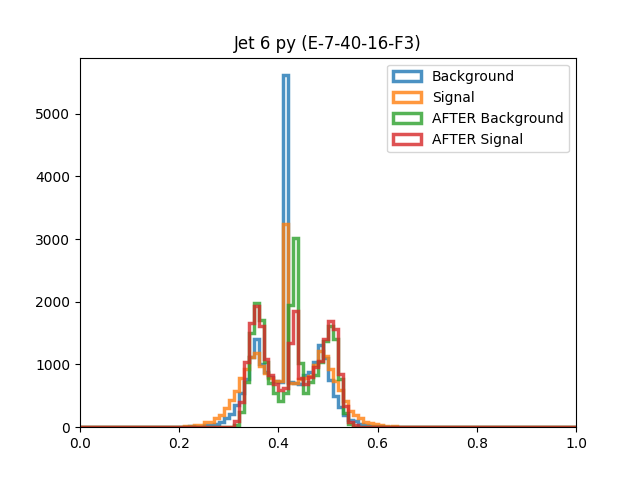 Jet 6 py (E-7-40-16-F3)
Background
Signal
AFTER Background
AFTER Signal
5000
4000
3000
2000
1000
0
0.0 0.2 0.4 0.6 0.8 1.0